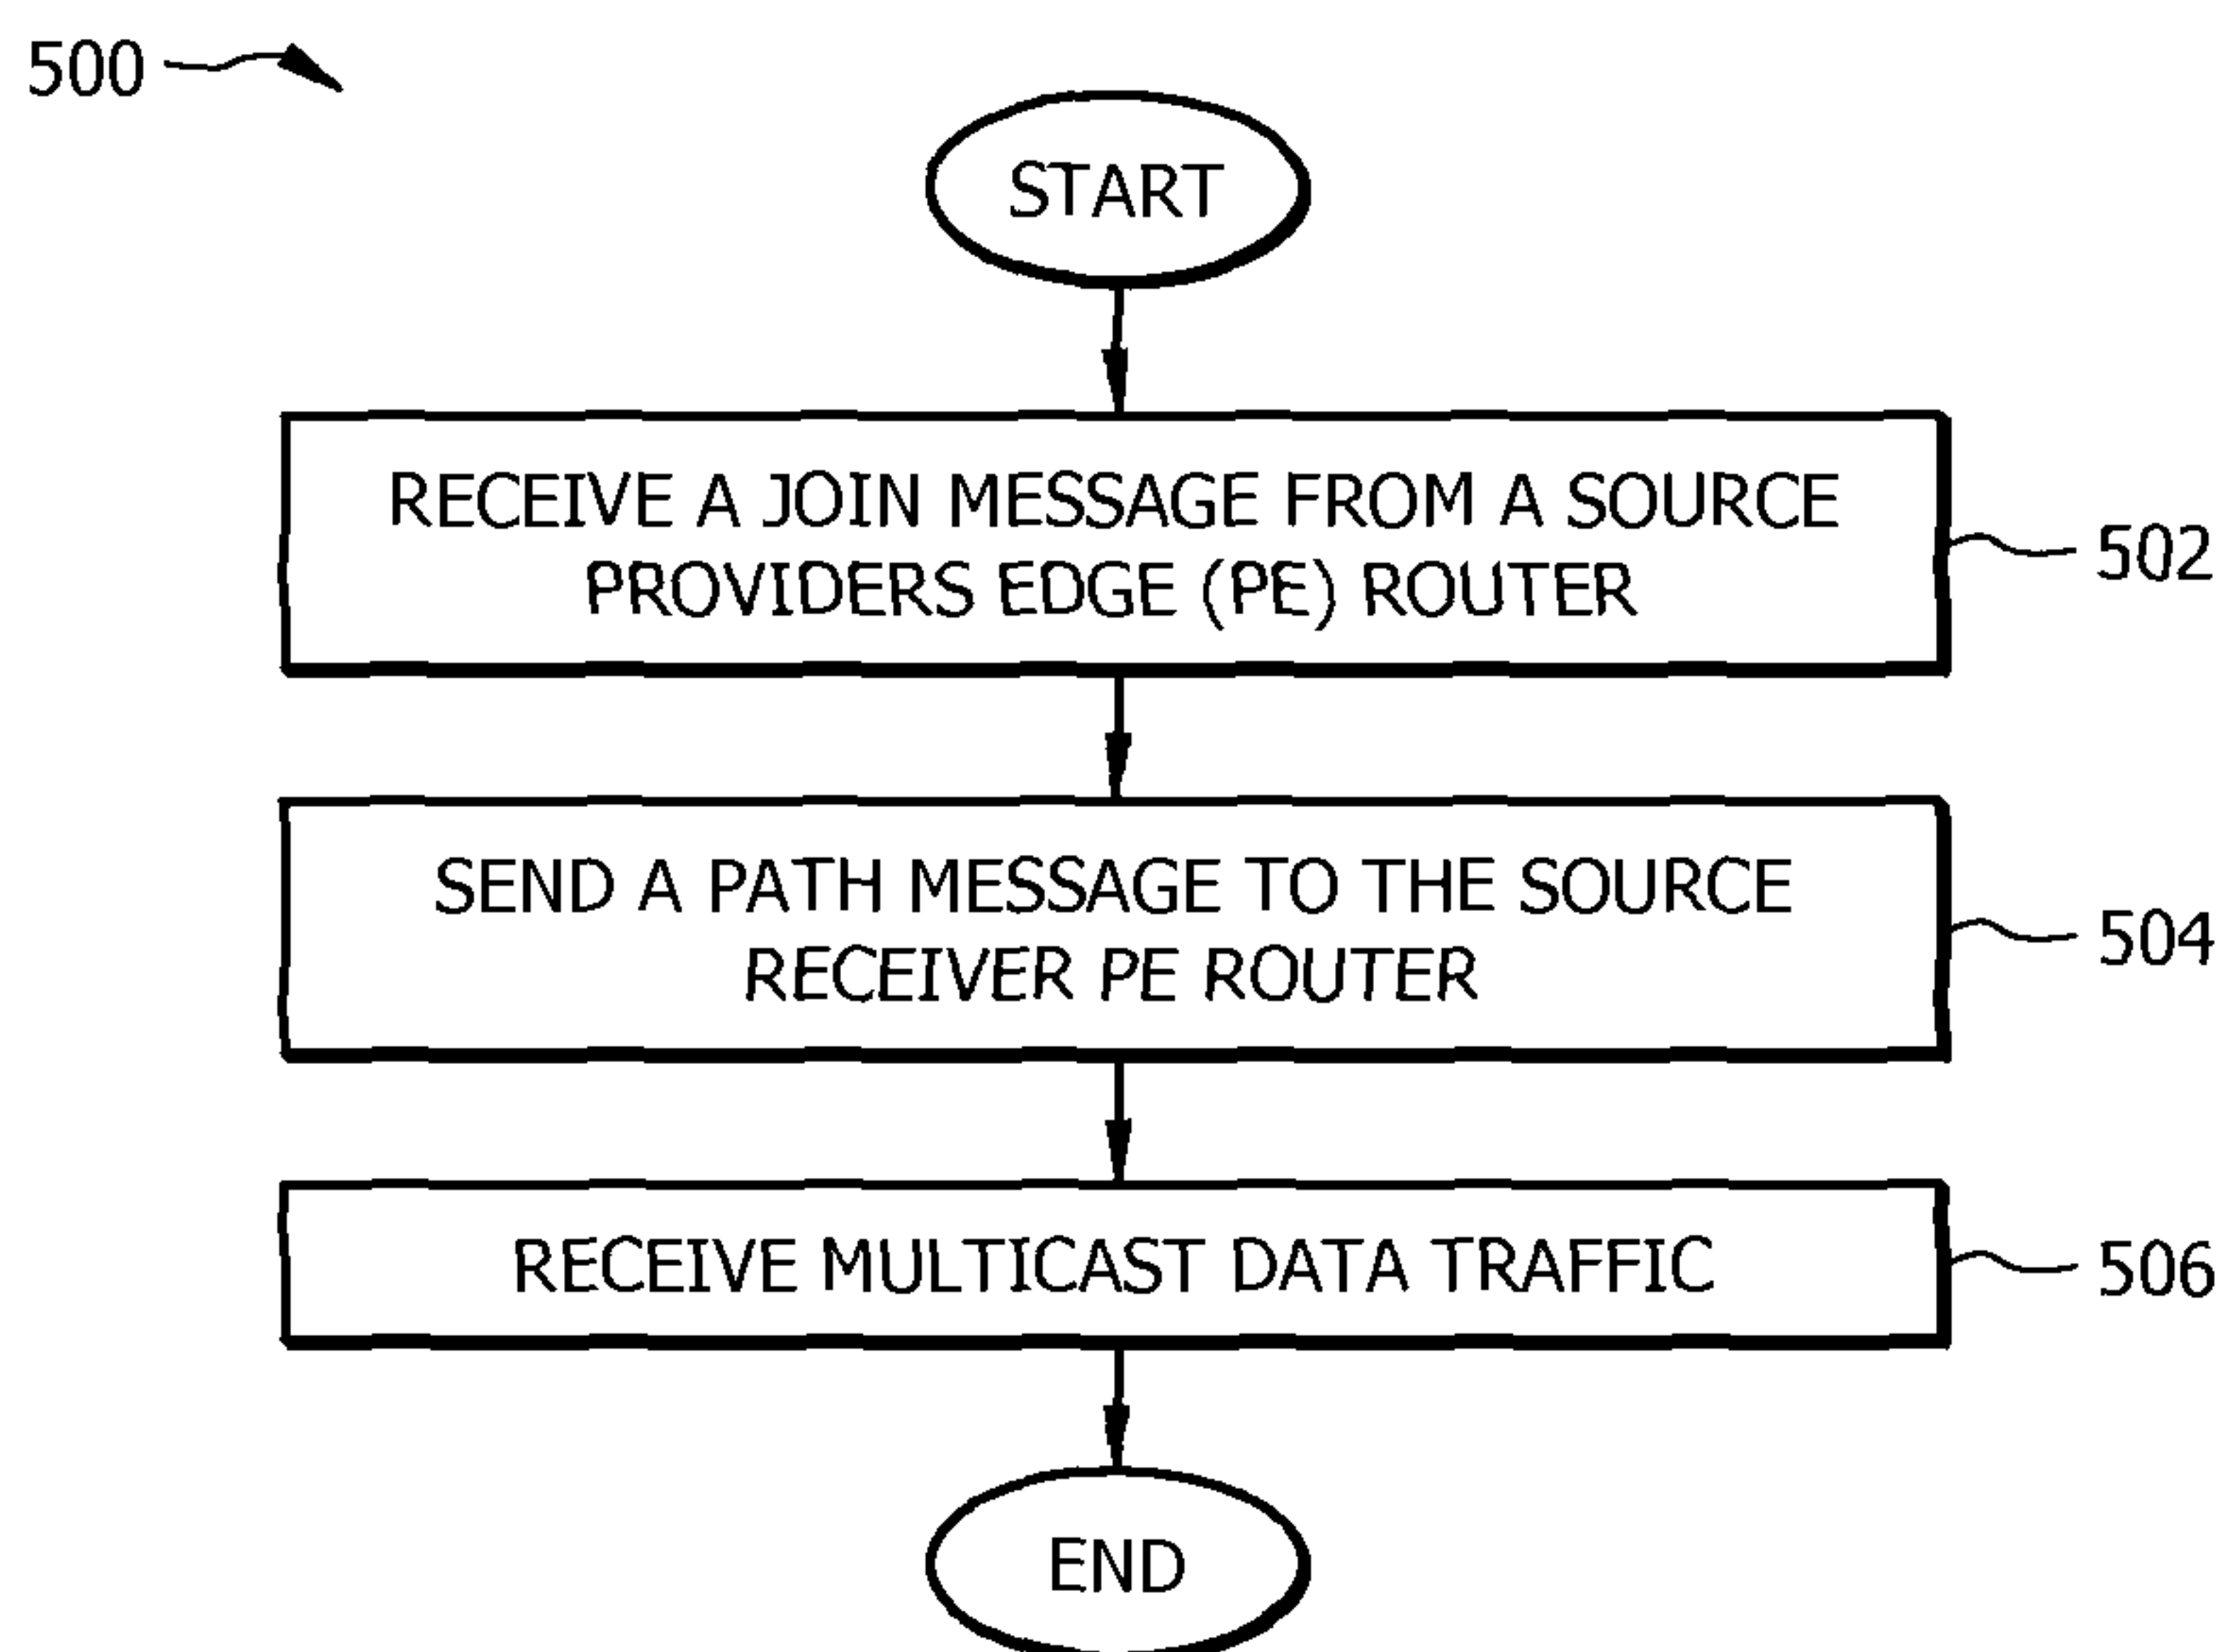 500
START
RECEIVE A JOIN MESSAGE FROM A SOURCE
PROVIDERS EDGE (PE) ROUTER
502
SEND A PATH MESSAGE TO THE SOURCE
RECEIVER PE ROUTER
504
RECEIVE MULTICAST DATA TRAFFIC
506
END